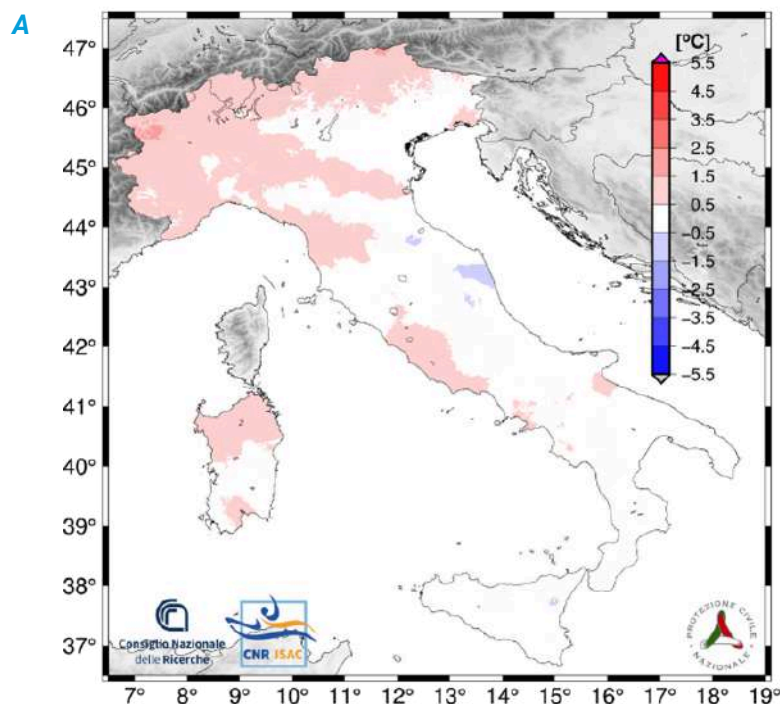 A
[ºC]
47°
46°
45°
44°
43°
42°
41°
40°
39°
38°
37°
5.5
4.5
3.5
2.5
1.5
0.5
−0.5
−1.5
−2.5
−3.5
−4.5
−5.5
Consiglio Nazionale
delle Ricerche
CNR ISAC
PROTEZIONE CIVILE
NAZIONALE
7° 8° 9° 10° 11° 12° 13° 14° 15° 16° 17° 18° 19°